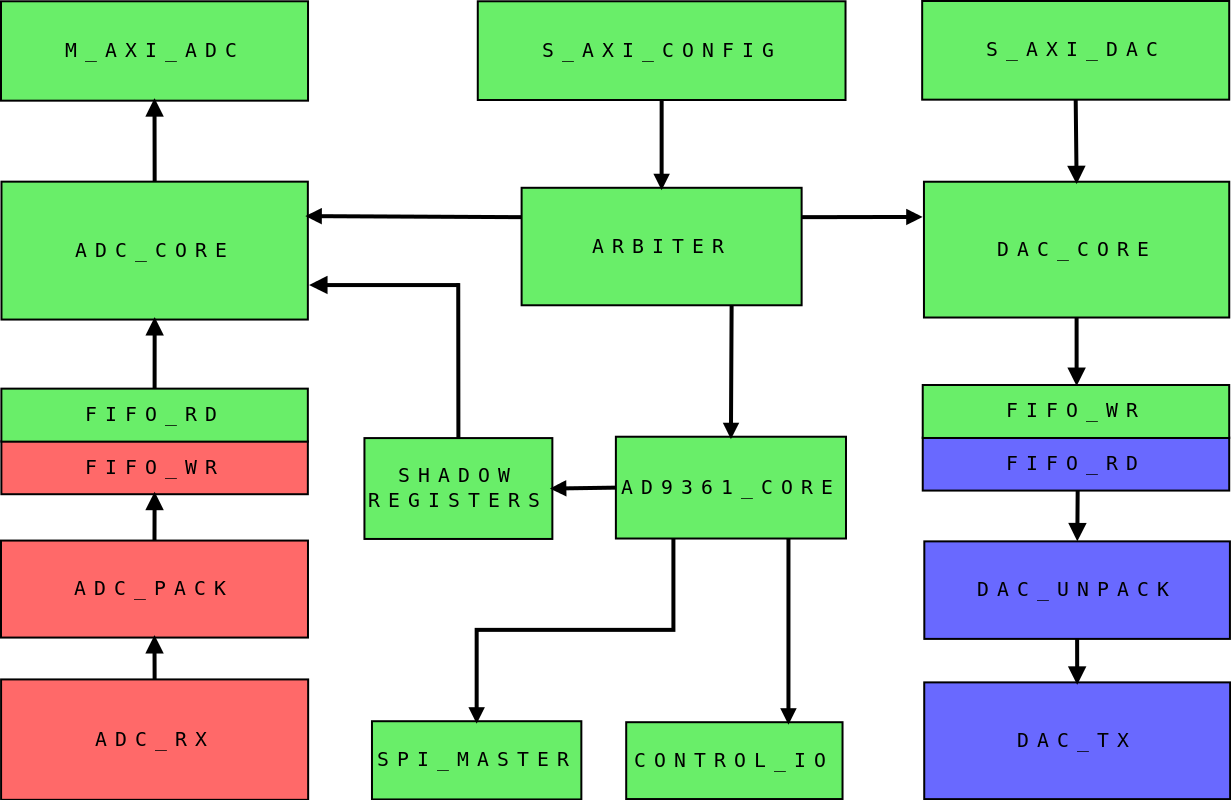 M_AXI_ADC
S_AXI_CONFIG
S_AXI_DAC
ADC_CORE
ARBITER
DAC_CORE
FIFO_RD
FIFO_WR
FIFO_WR
FIFO_RD
SHADOW
REGISTERS
AD9361_CORE
ADC_PACK
DAC_UNPACK
ADC_RX
SPI_MASTER
CONTROL_IO
DAC_TX